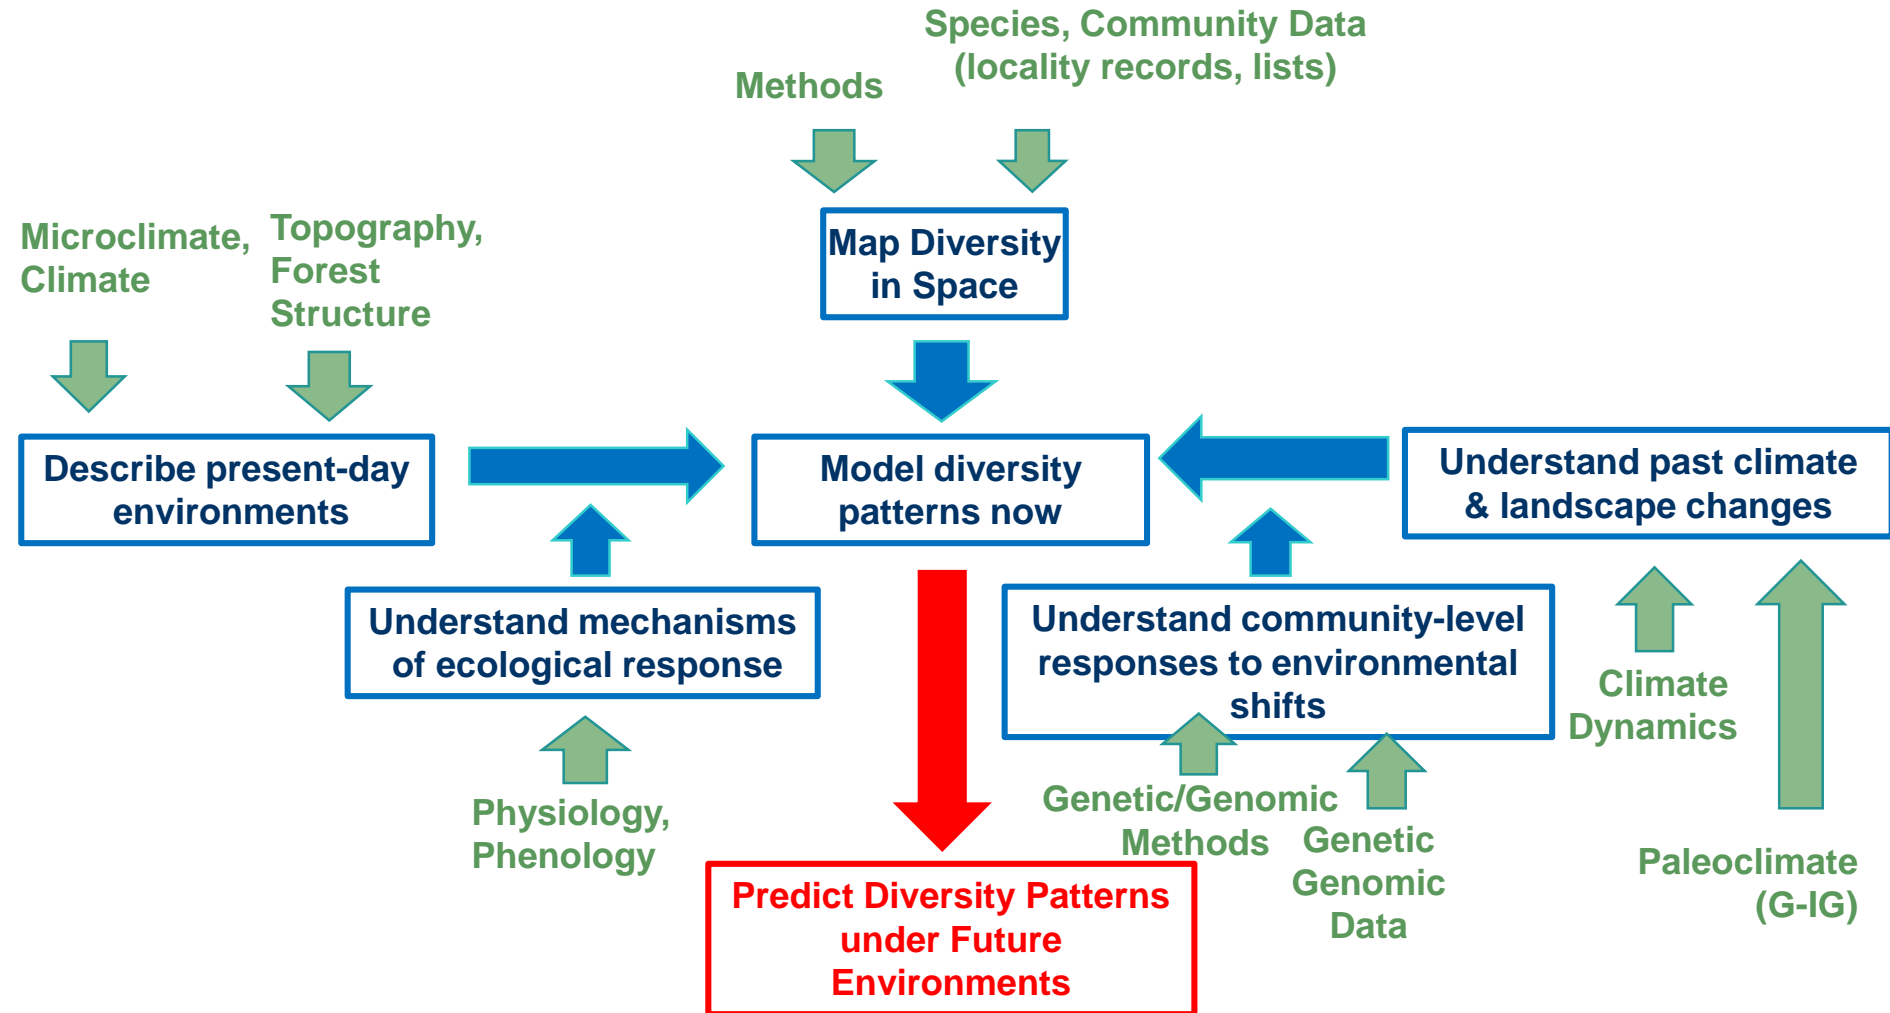 Species, Community Data
(locality records, lists)
Methods
Microclimate,
Climate
Topography,
Forest
Structure
Map Diversity
in Space
Describe present-day
environments
Model diversity
patterns now
Understand past climate
& landscape changes
Understand mechanisms
of ecological response
Understand community-level
responses to environmental
shifts
Climate
Dynamics
Physiology,
Phenology
Genetic/Genomic
Methods
Genetic
Genomic
Data
Paleoclimate
(G-IG)
Predict Diversity Patterns
under Future
Environments